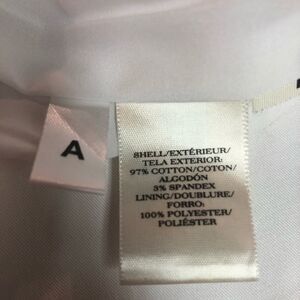 A
SHELL/EXTÉRIEUR/
TELA EXTERIOR:
97% COTTON/COTON/
ALGODÓN
3% SPANDEX
LINING/DOUBLURE/
FORRO:
100% POLYESTER/
POLIÉSTER